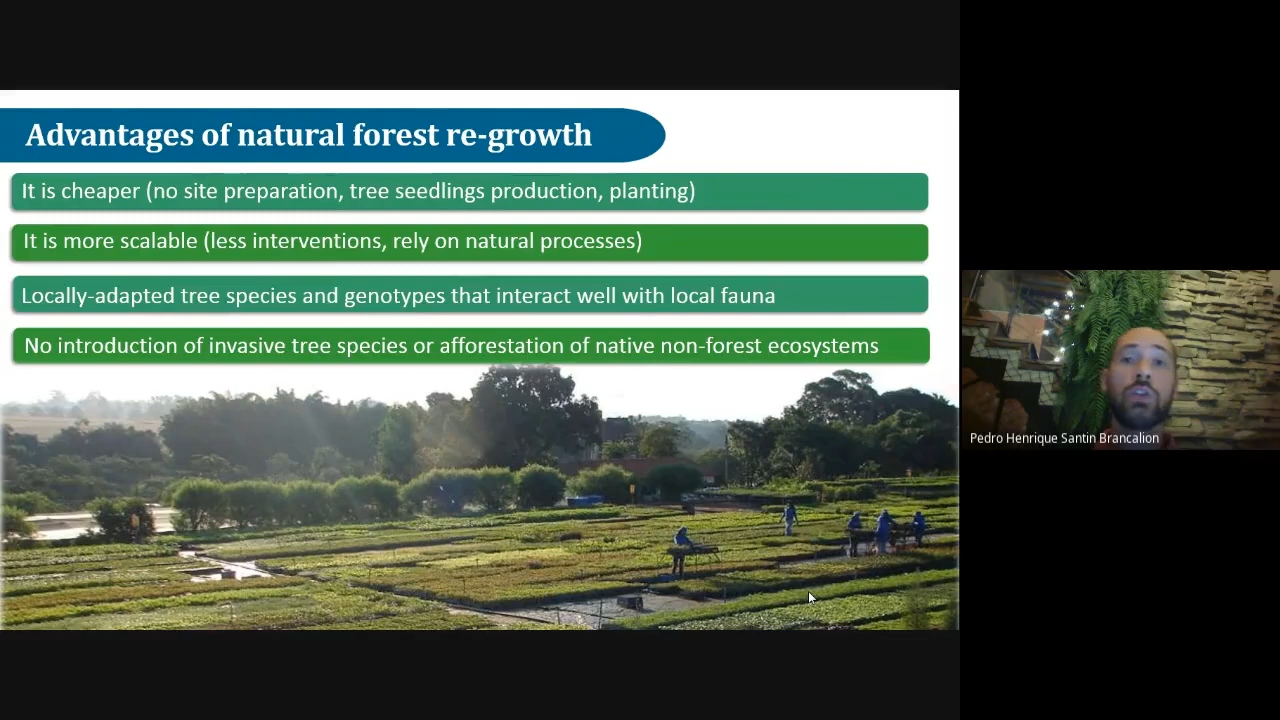 Advantages of natural forest re-growth
It is cheaper (no site preparation, tree seedlings production, planting)
It is more scalable (less interventions, rely on natural processes)
Locally-adapted tree species and genotypes that interact well with local fauna
No introduction of invasive tree species or afforestation of native non-forest ecosystems
Pedro Henrique Santin Brancalion